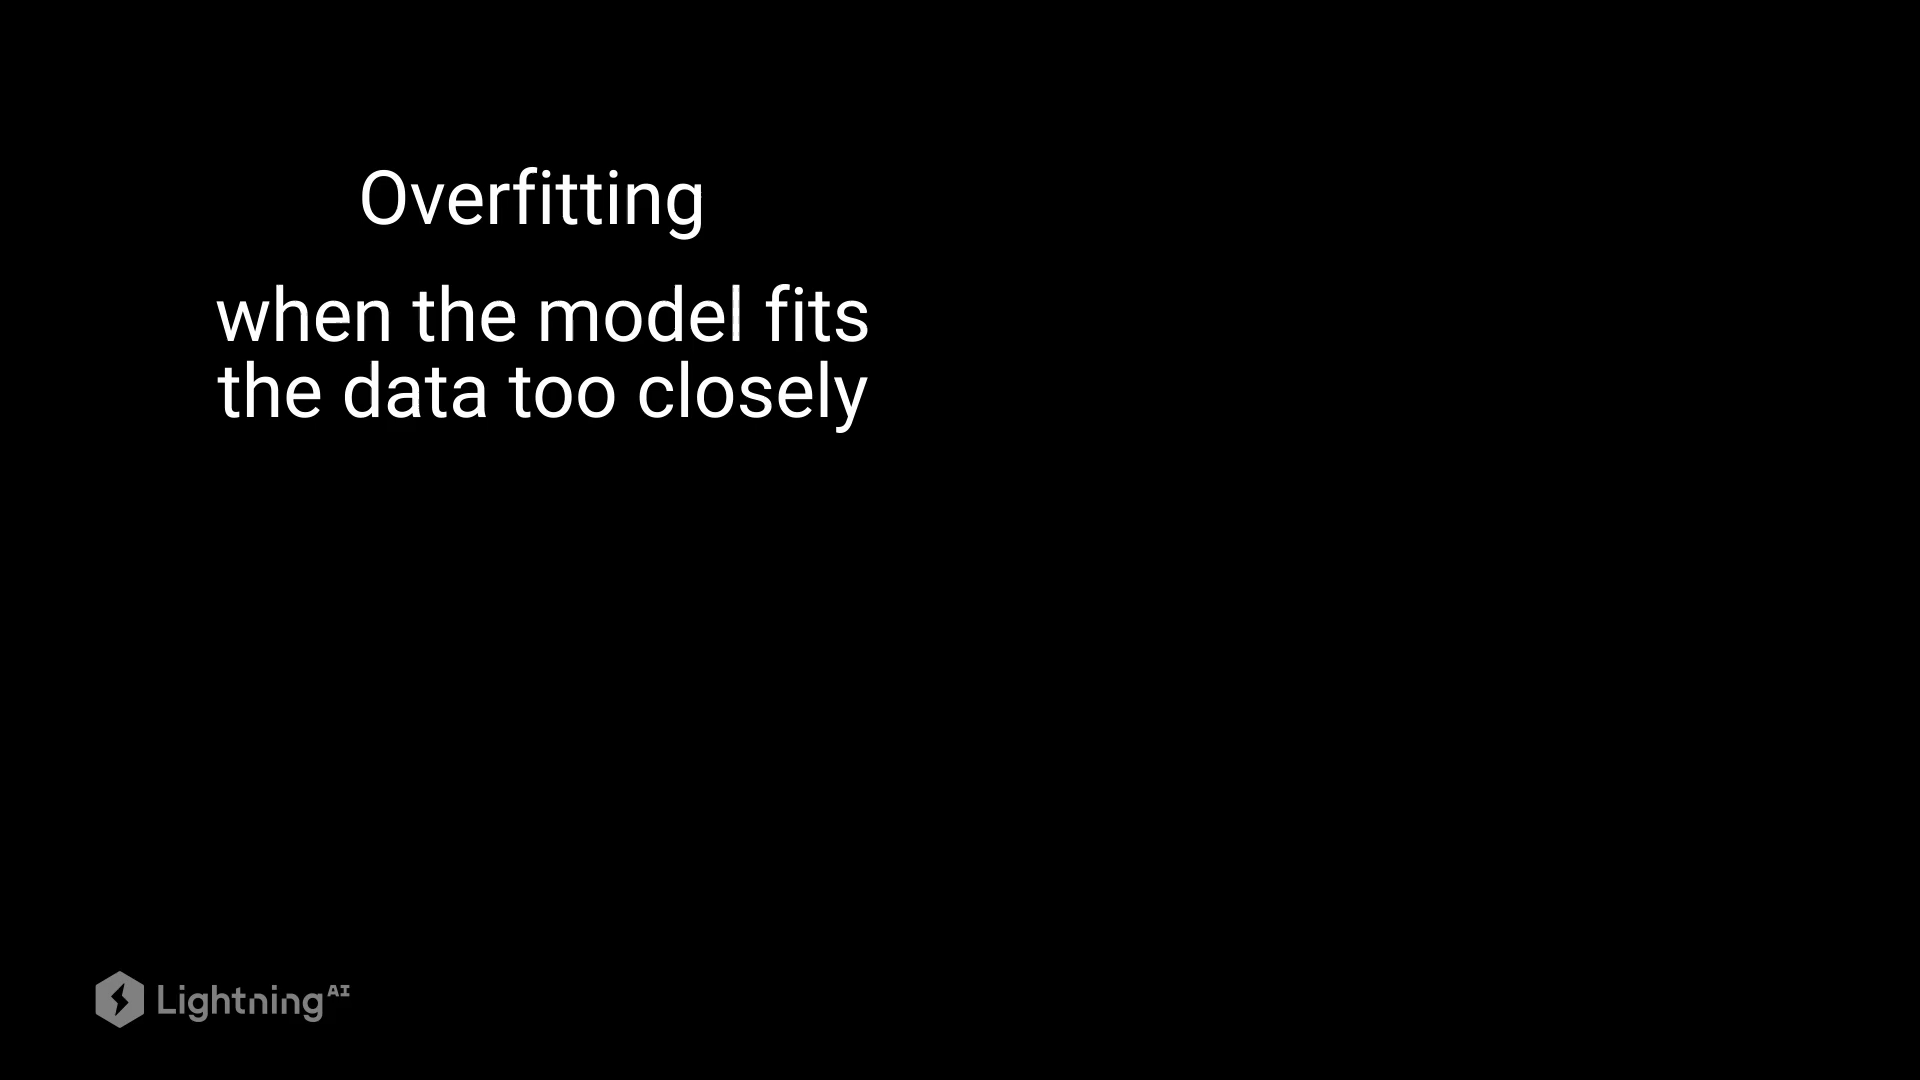 Overfitting
when the model fits
the data too closely
Lightning AI